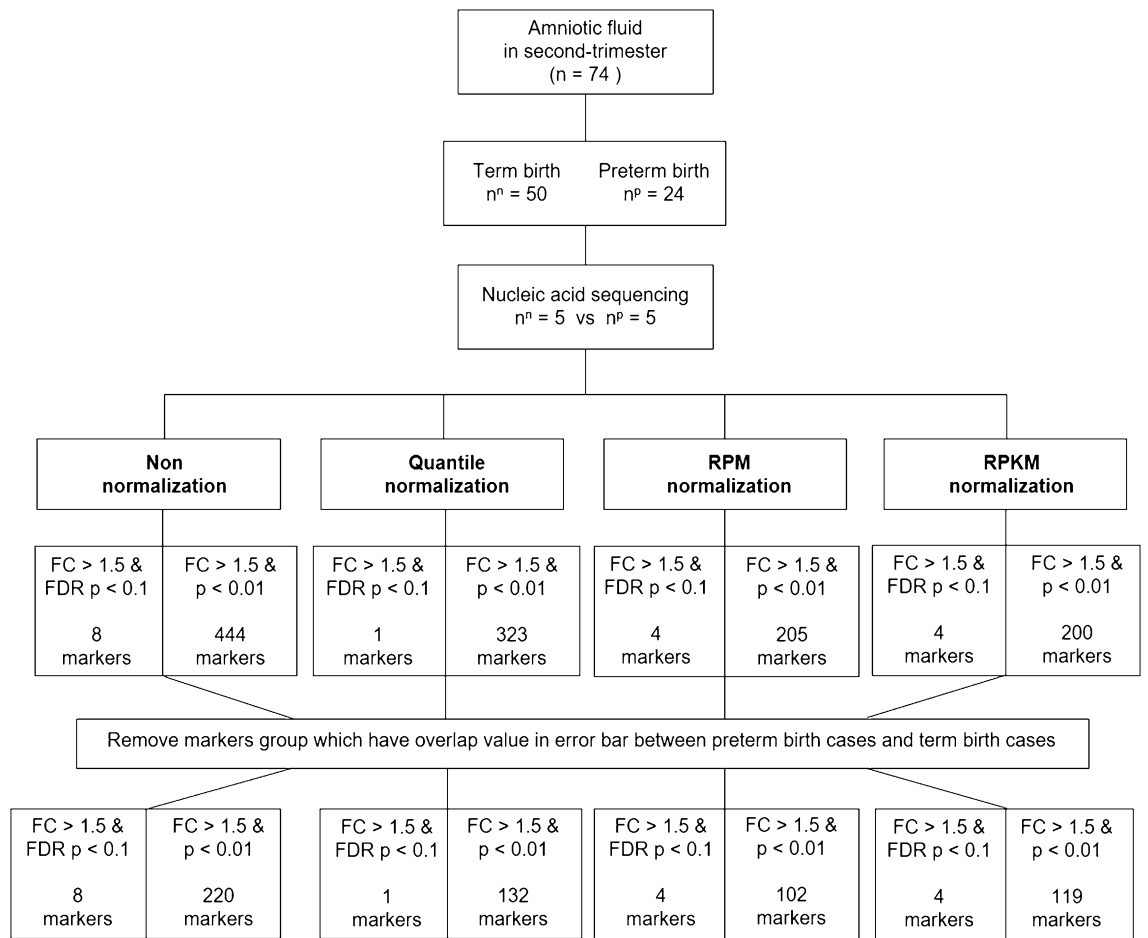 Amniotic fluid
in second-trimester
(n = 74 )
Term birth
nⁿ = 50
Preterm birth
nᵖ = 24
Nucleic acid sequencing
nⁿ = 5 vs nᵖ = 5
Non
normalization
Quantile
normalization
RPM
normalization
RPKM
normalization
FC > 1.5 &
FDR p < 0.1
8
markers
FC > 1.5 &
p < 0.01
444
markers
FC > 1.5 &
FDR p < 0.1
1
markers
FC > 1.5 &
p < 0.01
323
markers
FC > 1.5 &
FDR p < 0.1
4
markers
FC > 1.5 &
p < 0.01
205
markers
FC > 1.5 &
FDR p < 0.1
4
markers
FC > 1.5 &
p < 0.01
200
markers
Remove markers group which have overlap value in error bar between preterm birth cases and term birth cases
FC > 1.5 &
FDR p < 0.1
8
markers
FC > 1.5 &
p < 0.01
220
markers
FC > 1.5 &
FDR p < 0.1
1
markers
FC > 1.5 &
p < 0.01
132
markers
FC > 1.5 &
FDR p < 0.1
4
markers
FC > 1.5 &
p < 0.01
102
markers
FC > 1.5 &
FDR p < 0.1
4
markers
FC > 1.5 &
p < 0.01
119
markers